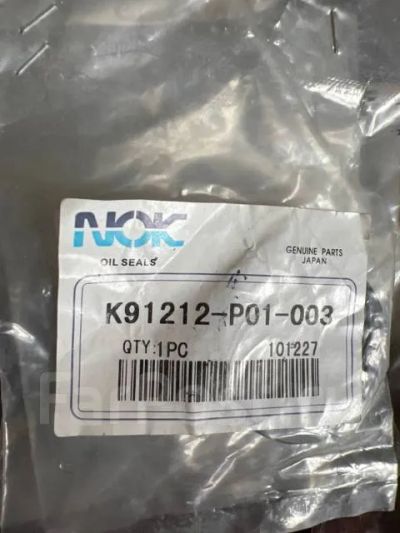 NOK
OIL SEALS
GENUINE PARTS
JAPAN
K91212-P01-003
QTY:1PC 101227